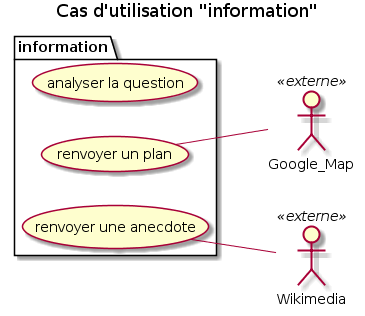 Cas d'utilisation "information"
information
analyser la question
«externe»
renvoyer un plan
Google_Map
«externe»
renvoyer une anecdote
Wikimedia